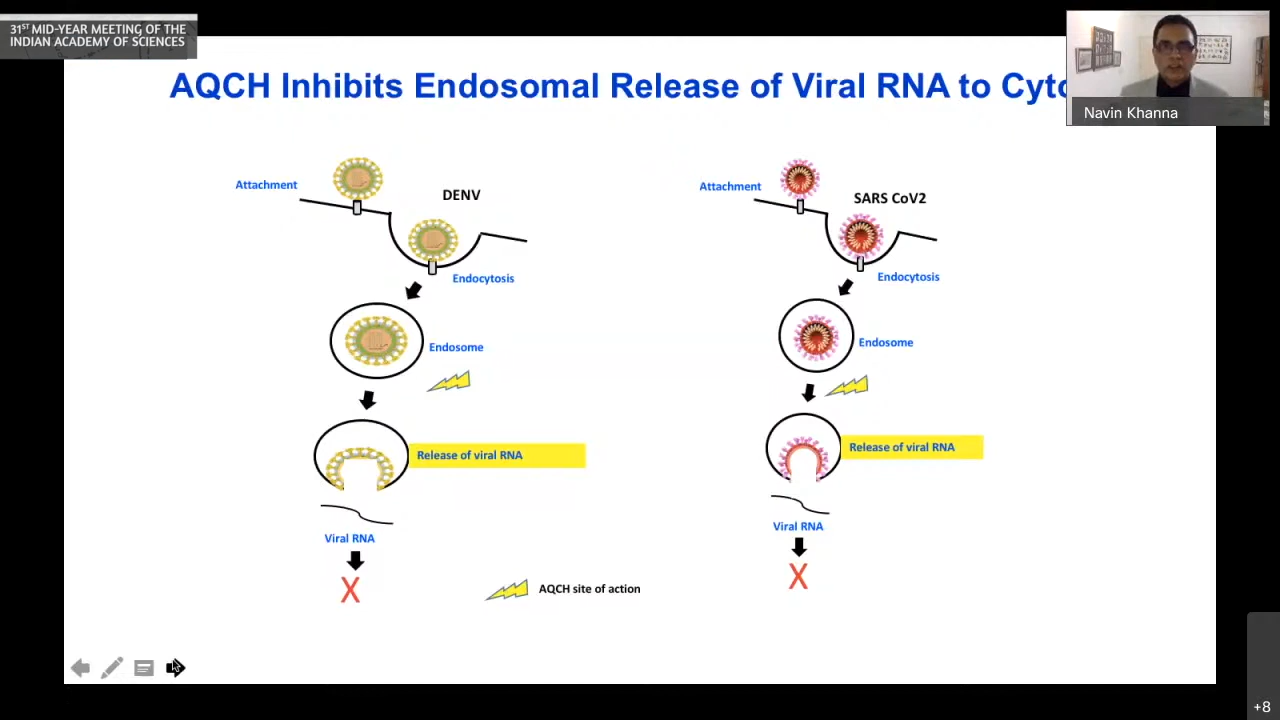 31ST MID-YEAR MEETING OF THE
INDIAN ACADEMY OF SCIENCES
Navin Khanna
AQCH Inhibits Endosomal Release of Viral RNA to
Attachment
DENV
Endocytosis
Endosome
Release of viral RNA
Viral RNA
X
AQCH site of action
Attachment
SARS CoV2
Endocytosis
Endosome
Release of viral RNA
Viral RNA
X
+8